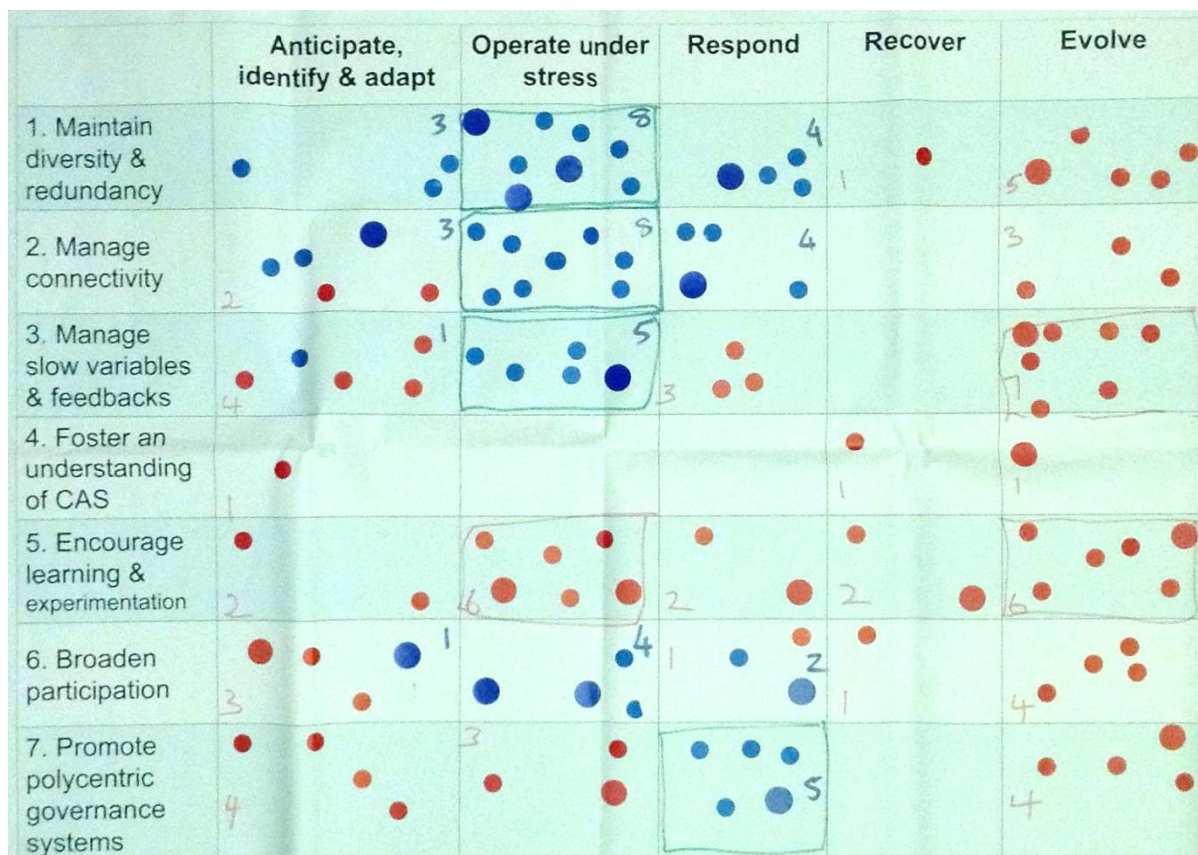 Anticipate,
identify & adapt
Operate under
stress
Respond
Recover
Evolve
1. Maintain
diversity &
redundancy
3
8
4
1
5
2. Manage
connectivity
2
3
8
4
3
3. Manage
slow variables
& feedbacks
4
1
5
3
7
4. Foster an
understanding
of CAS
1
1
1
5. Encourage
learning &
experimentation
2
6
2
2
6
6. Broaden
participation
3
1
4
1
2
1
4
7. Promote
polycentric
governance
systems
4
3
5
4